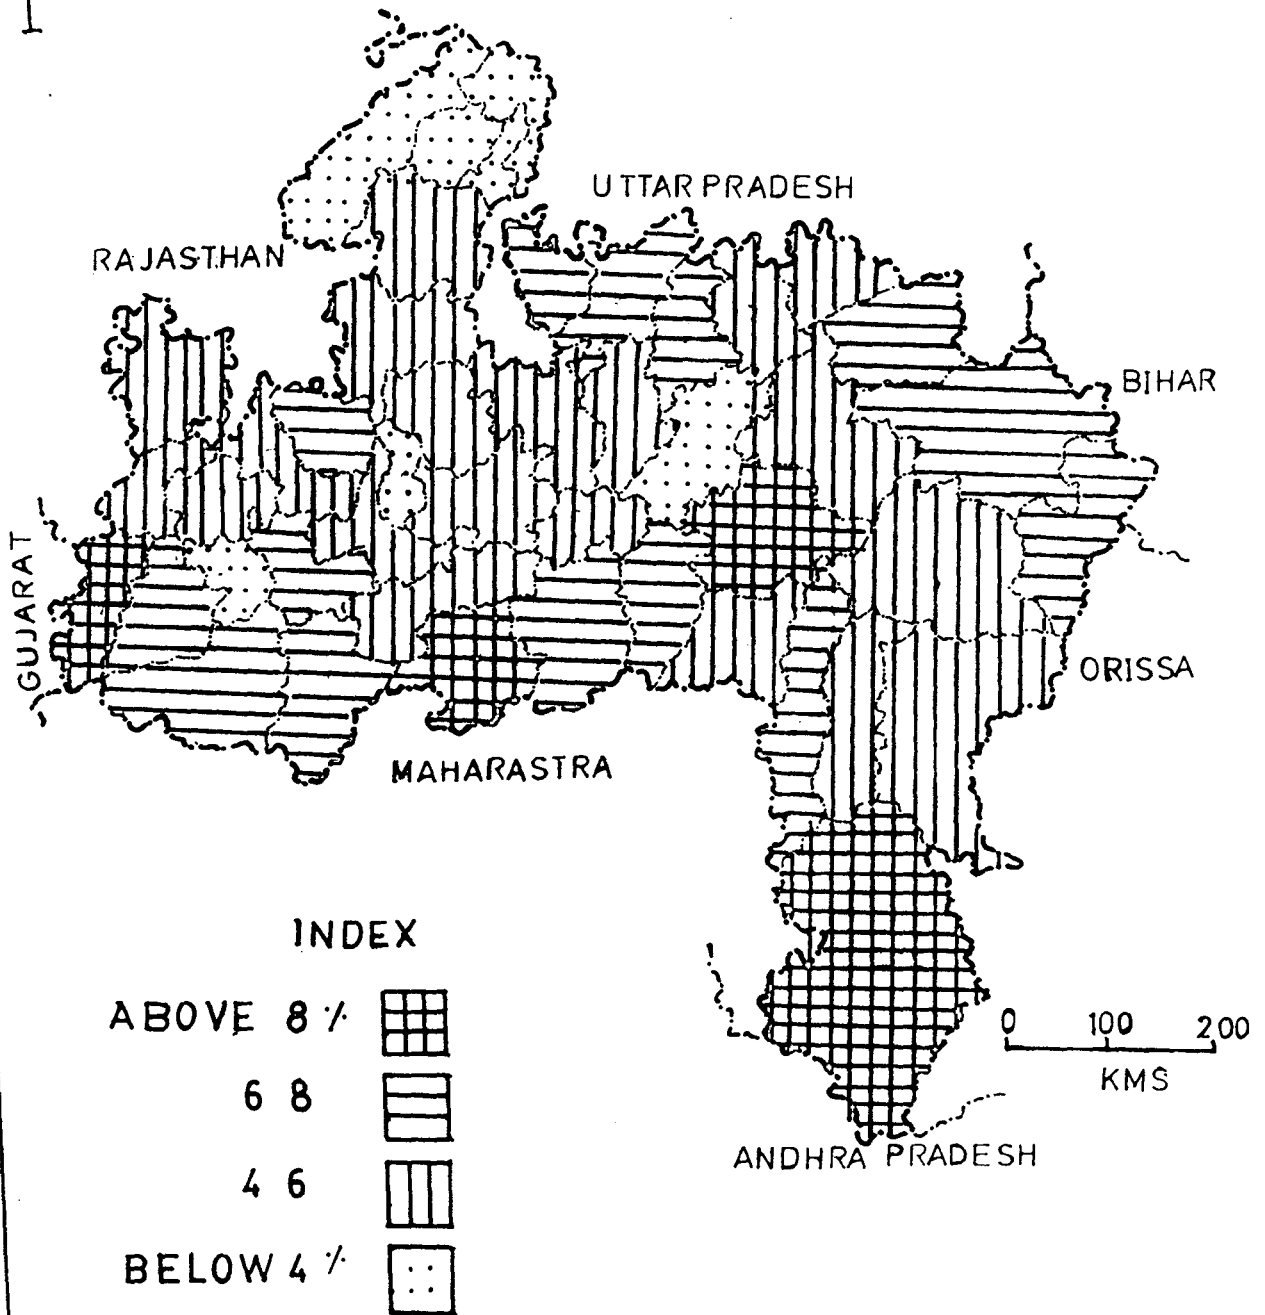 UTTAR PRADESH
RAJASTHAN
BIHAR
GUJARAT
ORISSA
MAHARASTRA
INDEX
ABOVE 8 %
6 8
4 6
BELOW 4 %
0 100 200
KMS
ANDHRA PRADESH